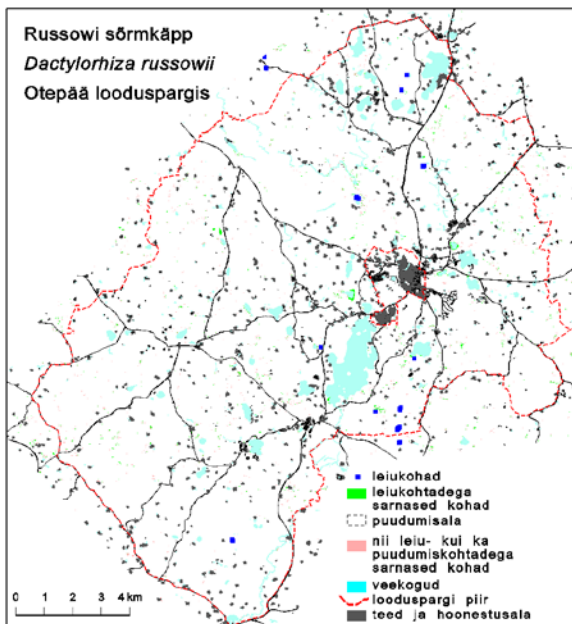 Russowi sõrmkäpp
Dactylorhiza russowii
Otepää looduspargis
leiukohad
leiukohtadega
sarnased kohad
puudumisala
nii leiu- kui ka
puudumiskohtadega
sarnased kohad
veekogud
looduspargi piir
teed ja hoonestusala
0 1 2 3 4 km